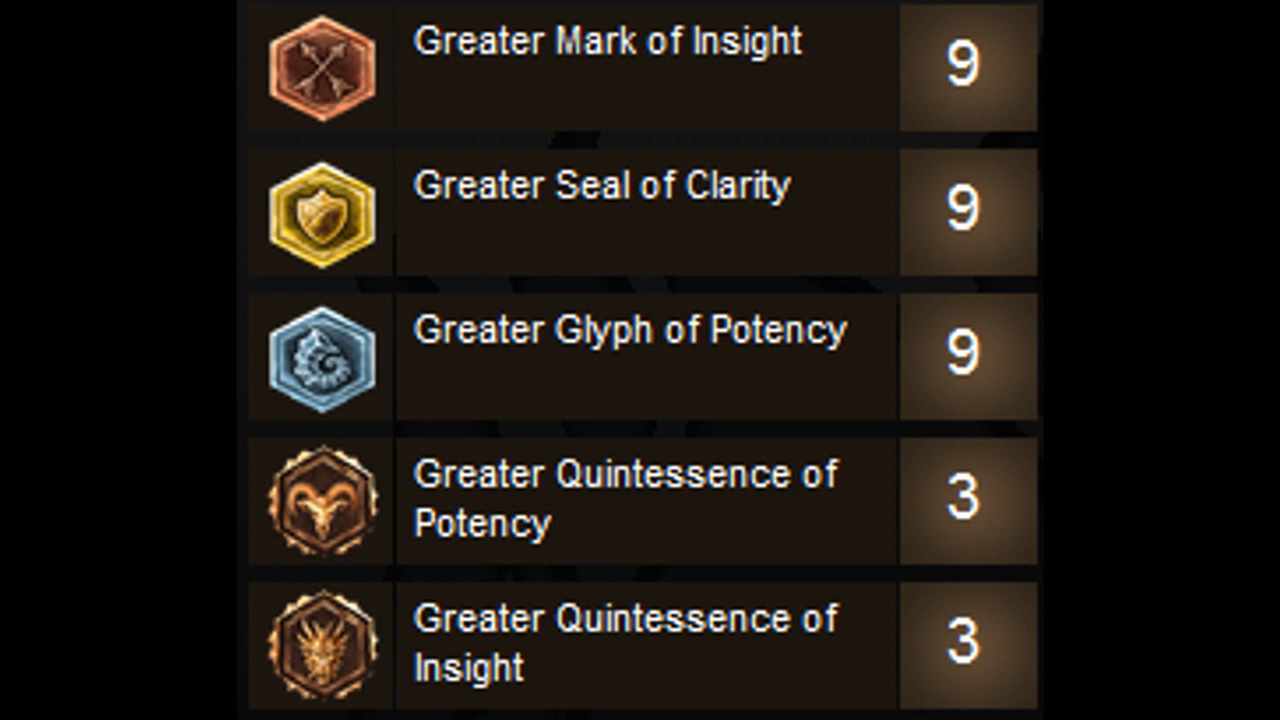 Greater Mark of Insight 9
Greater Seal of Clarity 9
Greater Glyph of Potency 9
Greater Quintessence of
Potency 3
Greater Quintessence of
Insight 3